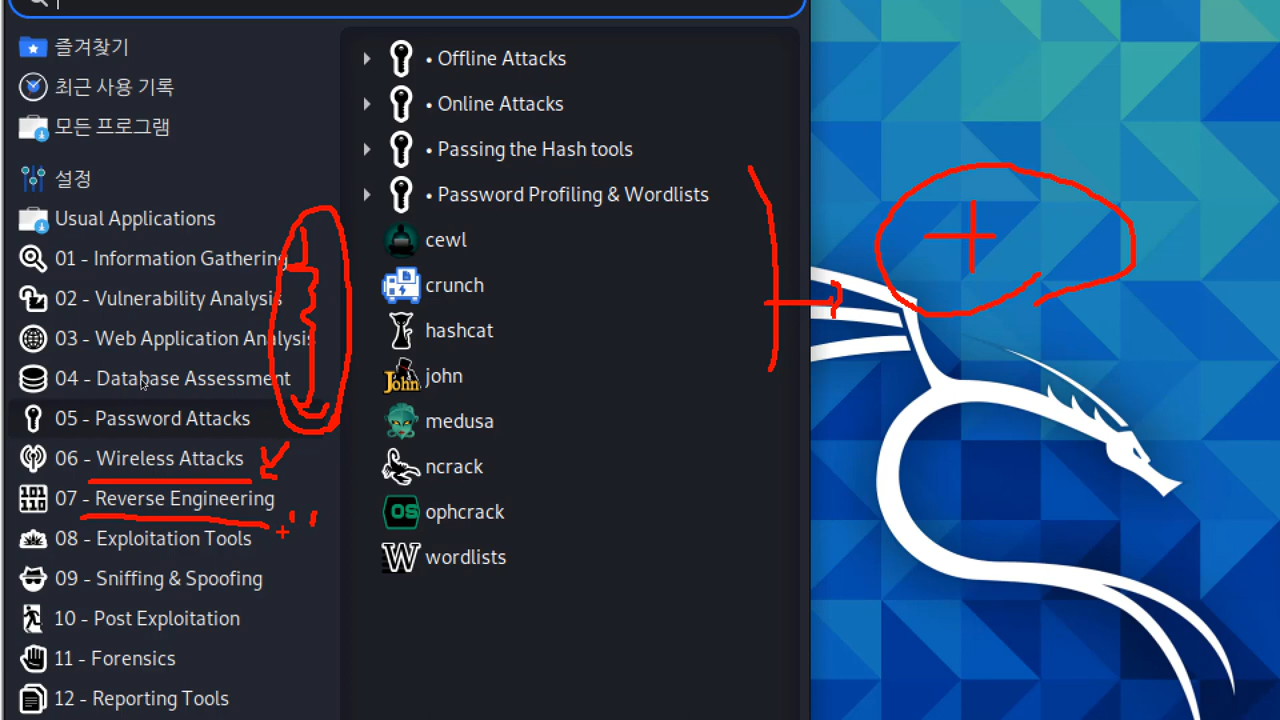 즐겨찾기
최근 사용 기록
모든 프로그램
설정
Usual Applications
01 - Information Gathering
02 - Vulnerability Analysis
03 - Web Application Analysis
04 - Database Assessment
05 - Password Attacks
06 - Wireless Attacks
07 - Reverse Engineering
08 - Exploitation Tools
09 - Sniffing & Spoofing
10 - Post Exploitation
11 - Forensics
12 - Reporting Tools
• Offline Attacks
• Online Attacks
• Passing the Hash tools
• Password Profiling & Wordlists
cewl
crunch
hashcat
john
medusa
ncrack
ophcrack
wordlists